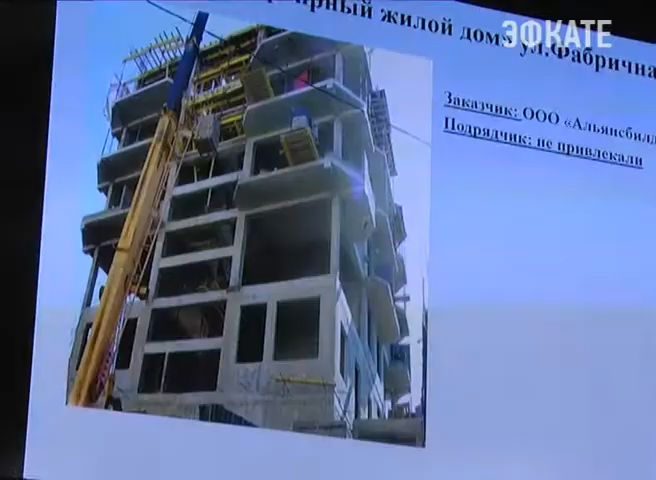 ЭФКАТЕ
жилой дом» ул.Фабрична
Заказчик: ООО «Альянсбилд
Подрядчик: не привлекали